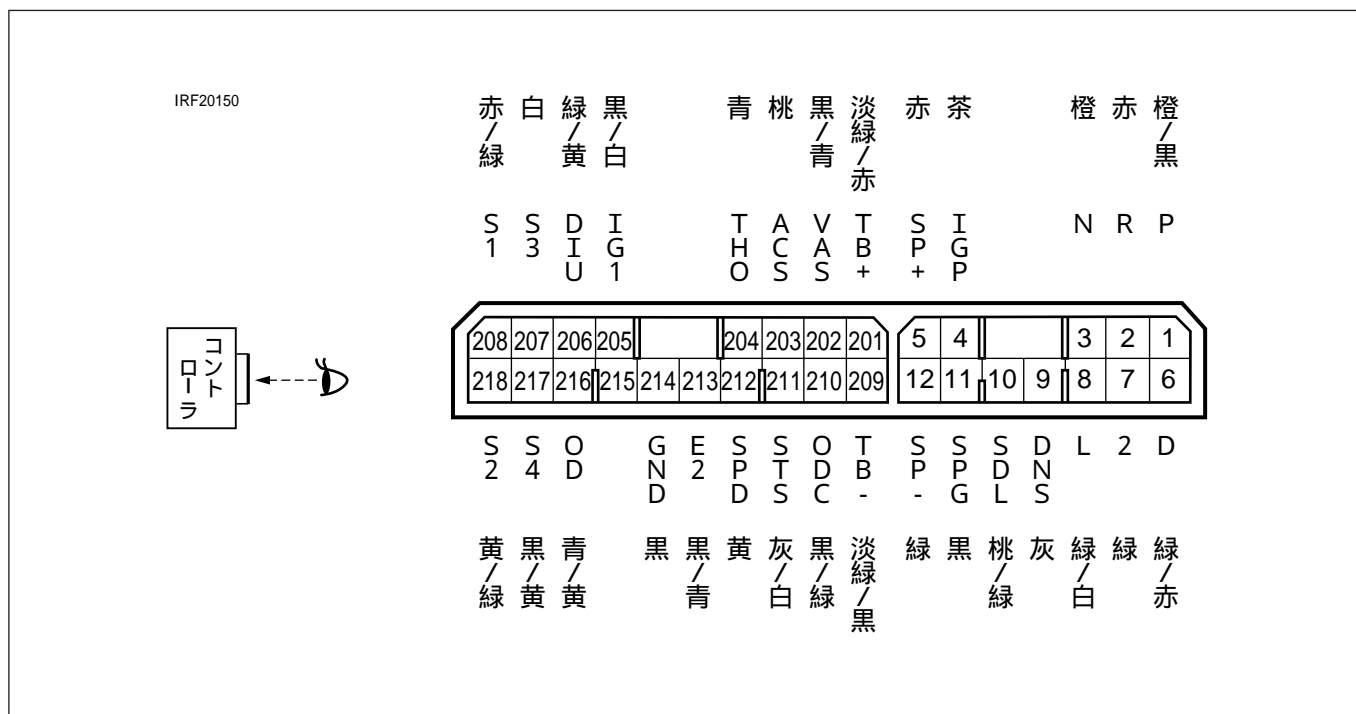 IRF20150
赤/緑 白 緑/黄 黒/白 青 桃 黒/青 淡緑/赤 赤 茶 橙 赤 橙/黒
S1 S3 DIU IG1 THO ACS VAS TB+ SP+ IGP N R P
208 207 206 205 204 203 202 201 5 4 3 2 1
218 217 216 215 214 213 212 211 210 209 12 11 10 9 8 7 6
コント
ローラ
S2 S4 OD GND E2 SPD STS ODC TB- SP- SPG SDL DNS L 2 D
黄/緑 黒/黄 青/黄 黒 黒/青 黄 灰/白 黒/緑 淡緑/黒 緑 黒 桃/緑 灰 緑/白 緑 緑/赤